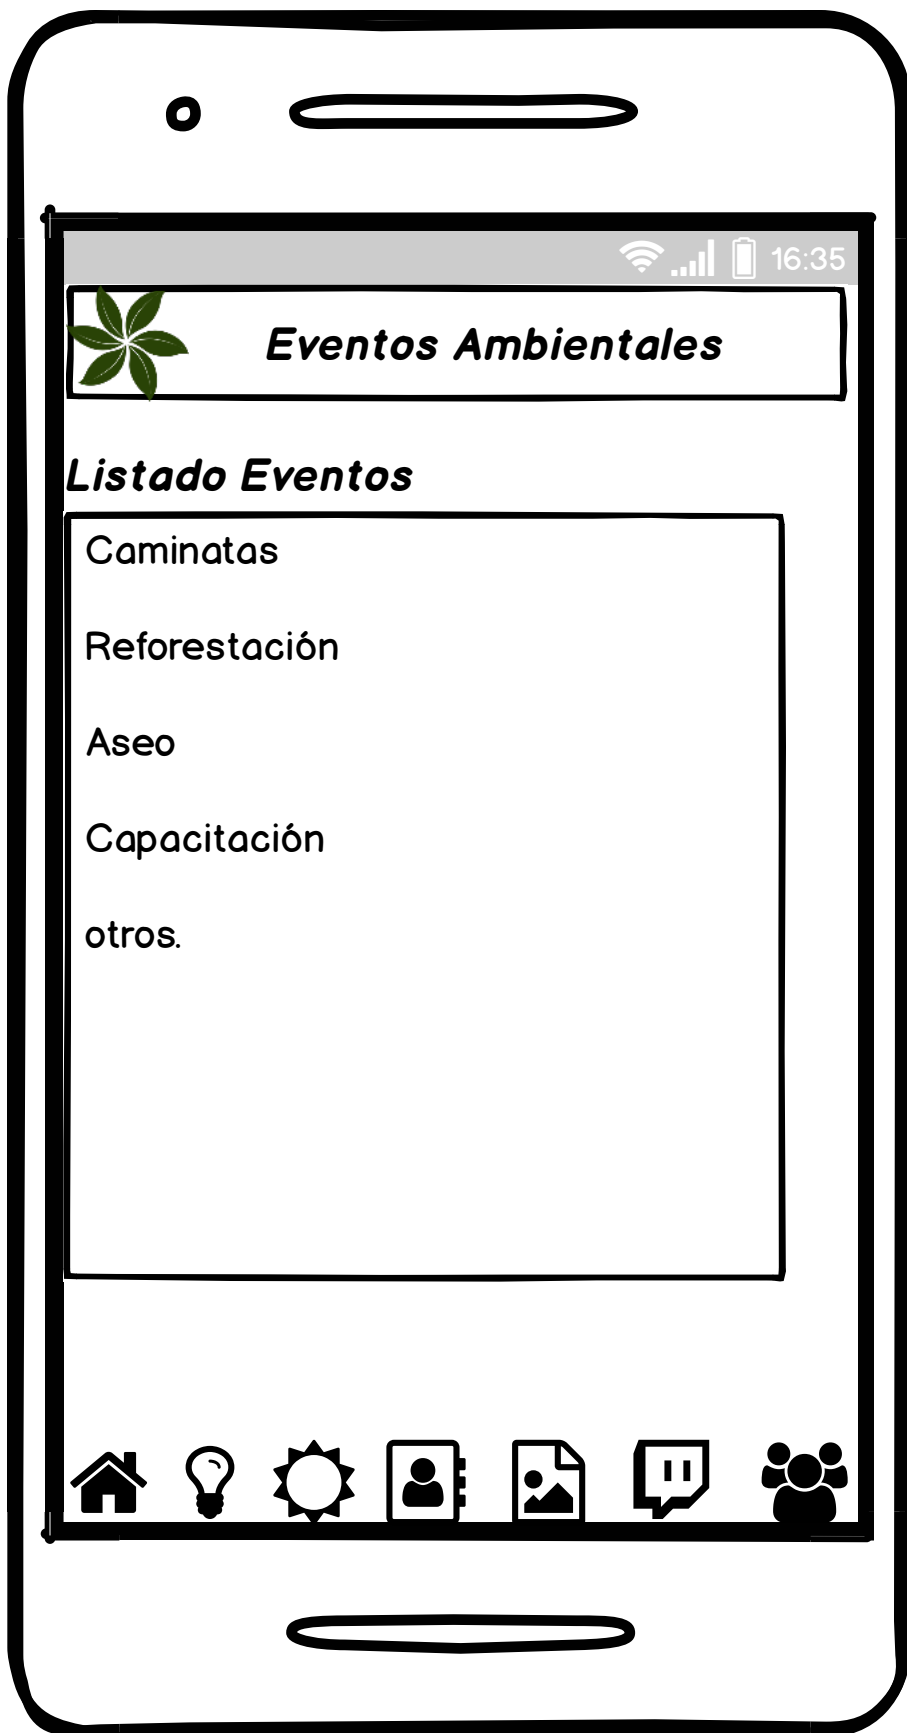 16:35
Eventos Ambientales
Listado Eventos
Caminatas
Reforestación
Aseo
Capacitación
otros.